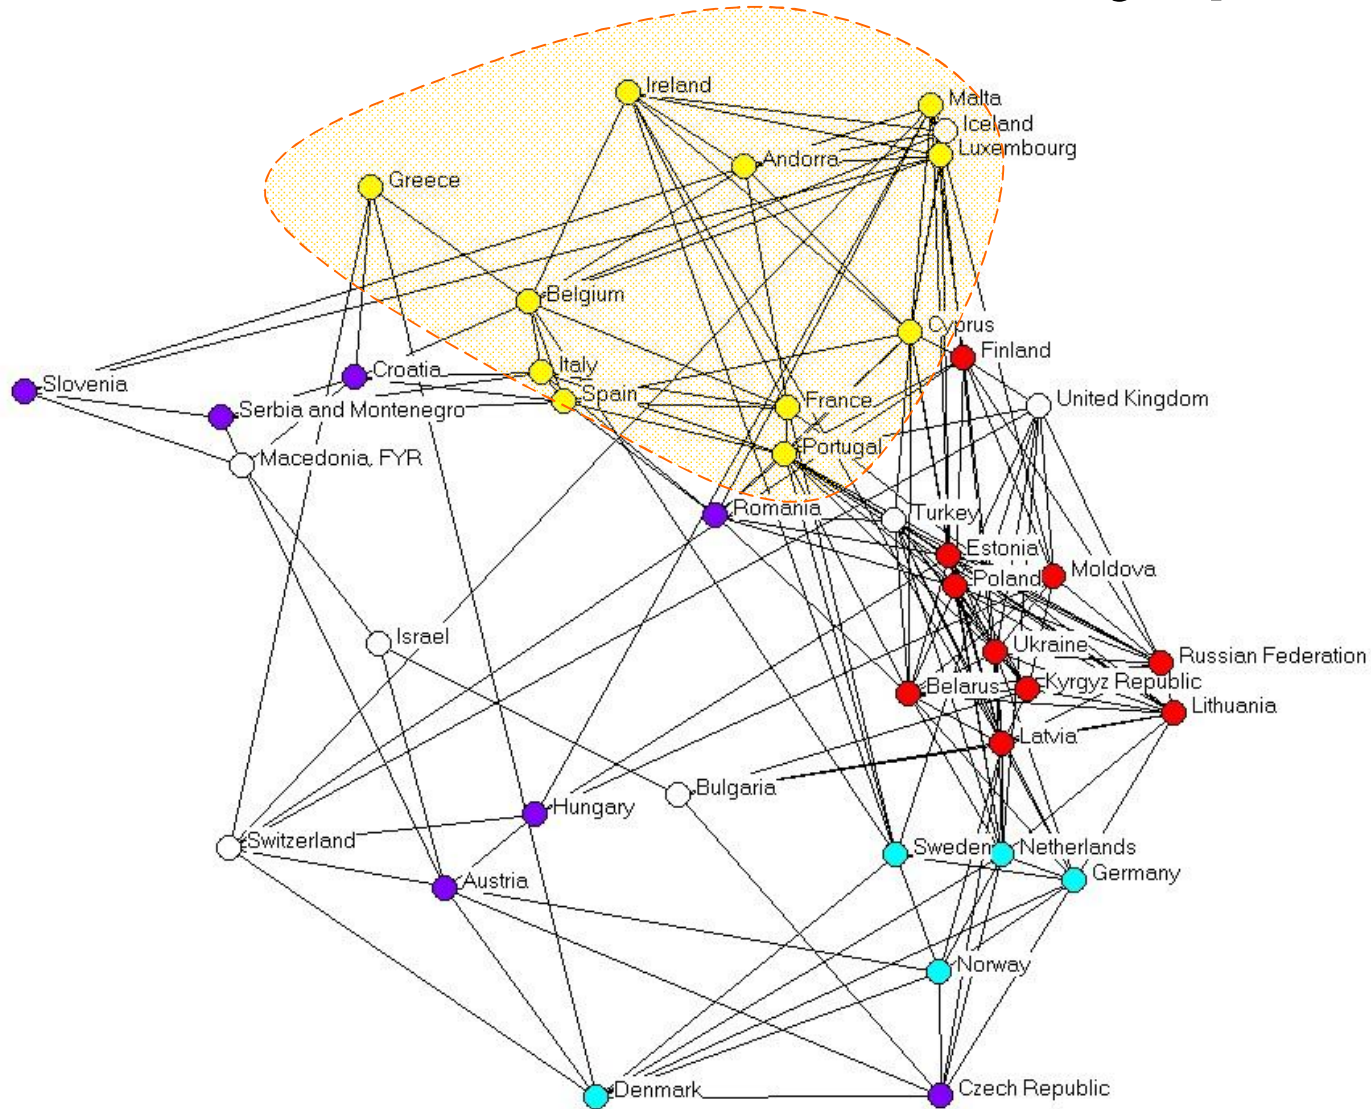 Ireland
Malta
Iceland
Luxembourg
Andorra
Greece
Belgium
Cyprus
Finland
Italy
Croatia
Slovenia
Spain
France
United Kingdom
Serbia and Montenegro
Portugal
Macedonia, FYR
Romania
Turkey
Estonia
Moldova
Poland
Israel
Ukraine
Russian Federation
Belarus
Kyrgyz Republic
Lithuania
Latvia
Bulgaria
Hungary
Switzerland
Sweden
Netherlands
Germany
Austria
Norway
Denmark
Czech Republic